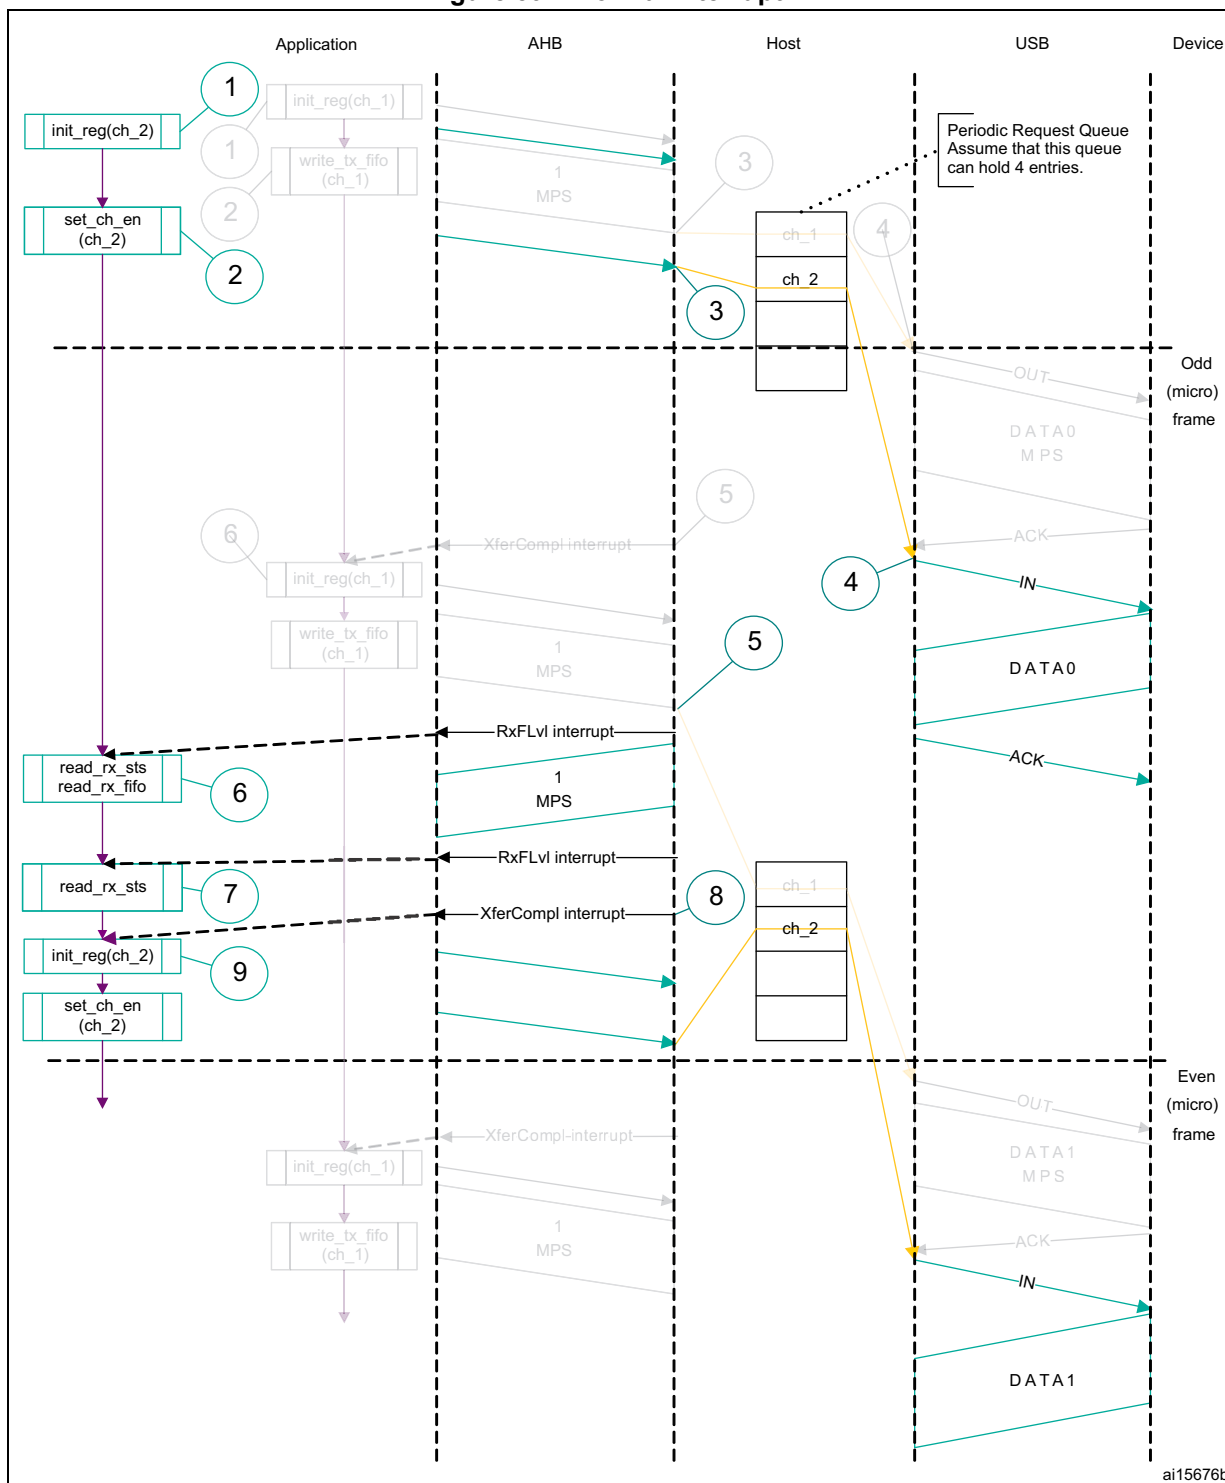 Application
AHB
Host
USB
Device
1
init_reg(ch_2)
init_reg(ch_1)
1
write_tx_fifo
(ch_1)
2
set_ch_en
(ch_2)
2
1
MPS
3
3
Periodic Request Queue
Assume that this queue
can hold 4 entries.
ch_1
ch_2
4
Odd
(micro)
frame
OUT
DATA0
MPS
ACK
5
XferCompl interrupt
6
init_reg(ch_1)
write_tx_fifo
(ch_1)
1
MPS
4
IN
5
DATA0
RxFLvl interrupt
ACK
read_rx_sts
read_rx_fifo
6
1
MPS
RxFLvl interrupt
read_rx_sts
7
8
XferCompl interrupt
ch_1
ch_2
init_reg(ch_2)
9
set_ch_en
(ch_2)
Even
(micro)
frame
OUT
XferCompl-interrupt
init_reg(ch_1)
DATA1
MPS
write_tx_fifo
(ch_1)
1
MPS
ACK
IN
DATA1
ai15676b